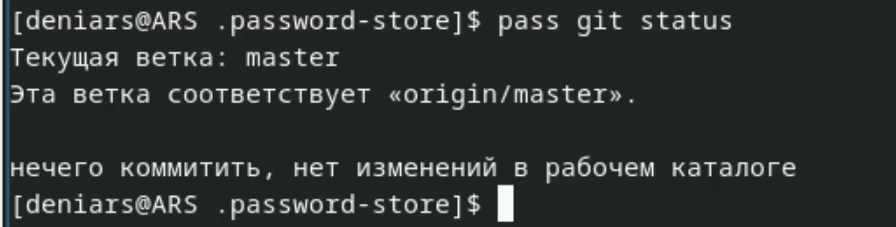 [deniars@ARS .password-store]$ pass git status
Текущая ветка: master
Эта ветка соответствует «origin/master».
нечего коммитить, нет изменений в рабочем каталоге
[deniars@ARS .password-store]$